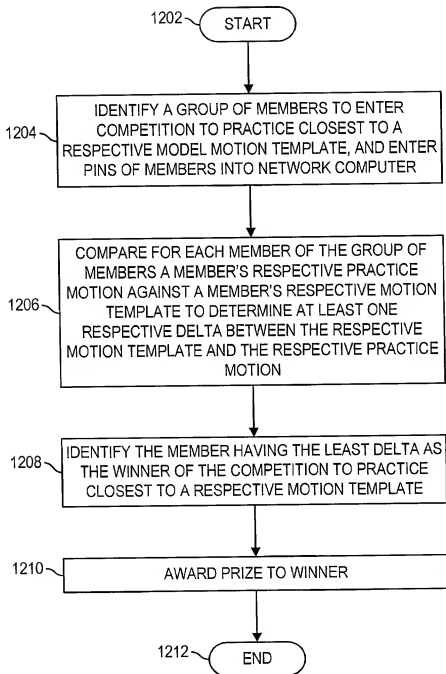 1202
START
1204
IDENTIFY A GROUP OF MEMBERS TO ENTER
COMPETITION TO PRACTICE CLOSEST TO A
RESPECTIVE MODEL MOTION TEMPLATE, AND ENTER
PINS OF MEMBERS INTO NETWORK COMPUTER
1206
COMPARE FOR EACH MEMBER OF THE GROUP OF
MEMBERS A MEMBER'S RESPECTIVE PRACTICE
MOTION AGAINST A MEMBER'S RESPECTIVE MOTION
TEMPLATE TO DETERMINE AT LEAST ONE
RESPECTIVE DELTA BETWEEN THE RESPECTIVE
MOTION TEMPLATE AND THE RESPECTIVE PRACTICE
MOTION
1208
IDENTIFY THE MEMBER HAVING THE LEAST DELTA AS
THE WINNER OF THE COMPETITION TO PRACTICE
CLOSEST TO A RESPECTIVE MOTION TEMPLATE
1210
AWARD PRIZE TO WINNER
1212
END